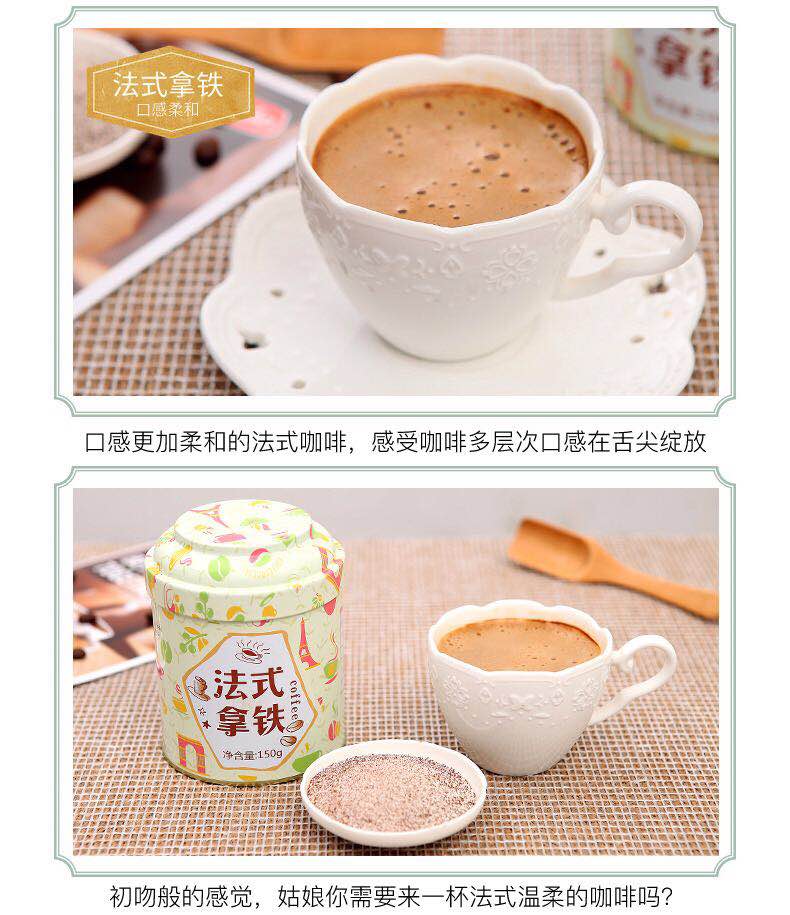 法式拿铁
口感柔和
拿铁
口感更加柔和的法式咖啡，感受咖啡多层次口感在舌尖绽放
法式
拿铁
coffee
净含量:150g
初吻般的感觉，姑娘你需要来一杯法式温柔的咖啡吗？